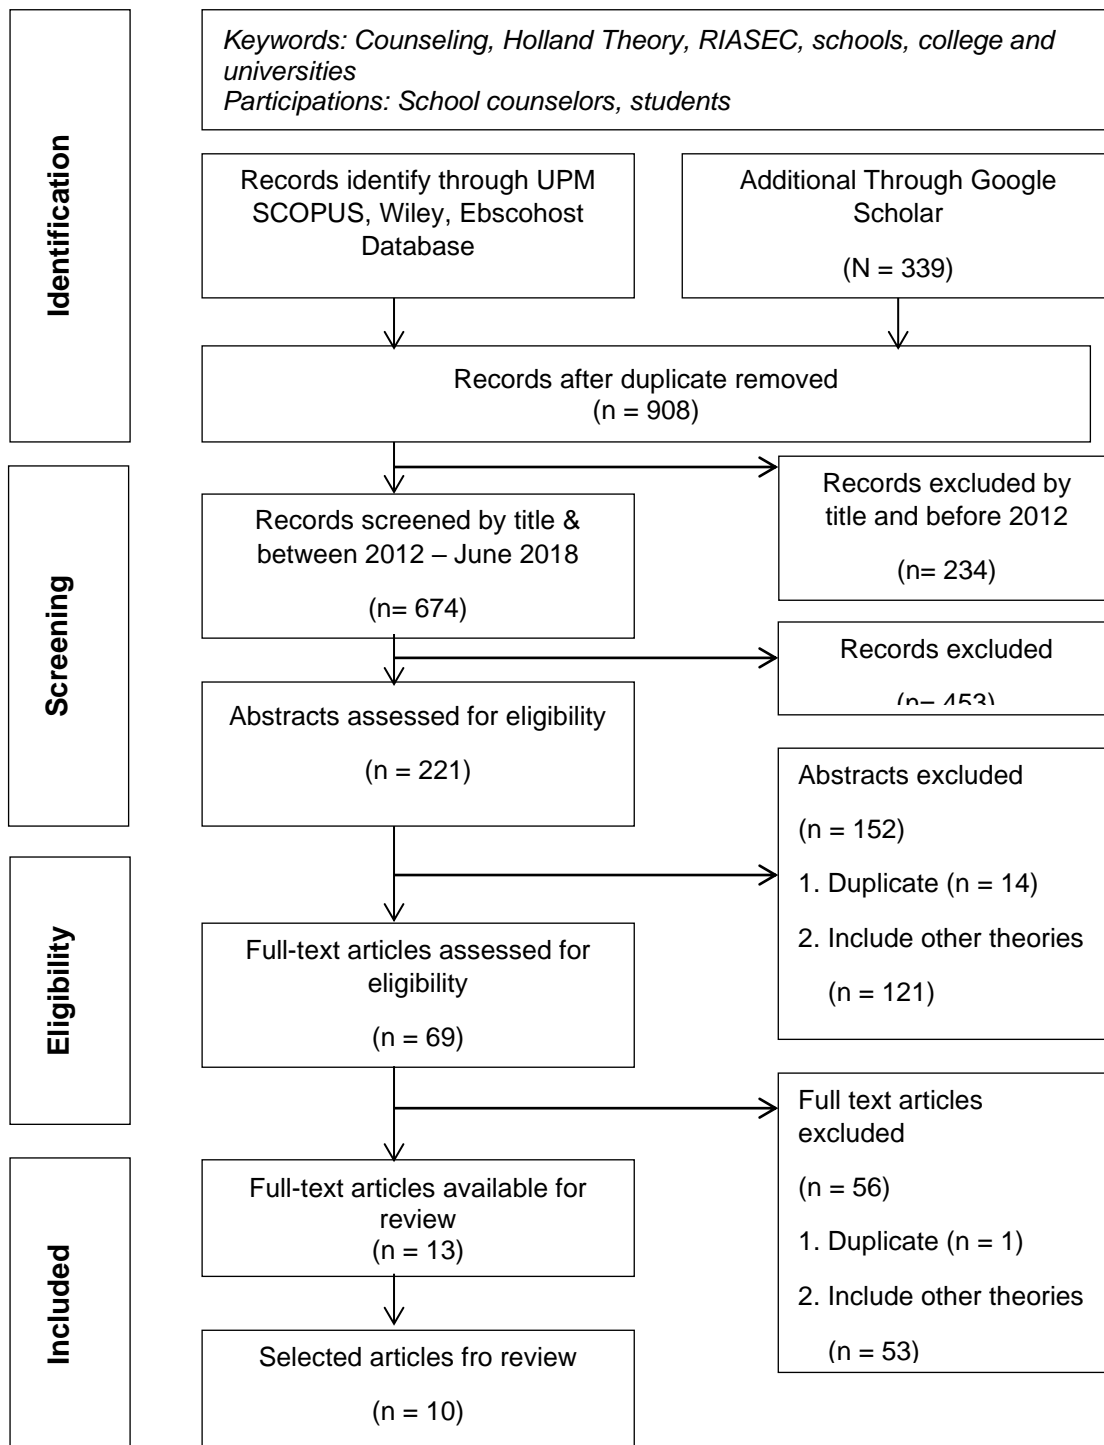 Identification
Keywords: Counseling, Holland Theory, RIASEC, schools, college and
universities
Participations: School counselors, students
Records identify through UPM
SCOPUS, Wiley, Ebscohost
Database
Additional Through Google
Scholar
(N = 339)
Records after duplicate removed
(n = 908)
Screening
Records screened by title &
between 2012 – June 2018
(n= 674)
Records excluded by
title and before 2012
(n= 234)
Records excluded
(n= 453)
Abstracts assessed for eligibility
(n = 221)
Abstracts excluded
(n = 152)
1. Duplicate (n = 14)
2. Include other theories
(n = 121)
Eligibility
Full-text articles assessed for
eligibility
(n = 69)
Full text articles
excluded
(n = 56)
1. Duplicate (n = 1)
2. Include other theories
(n = 53)
Included
Full-text articles available for
review
(n = 13)
Selected articles fro review
(n = 10)